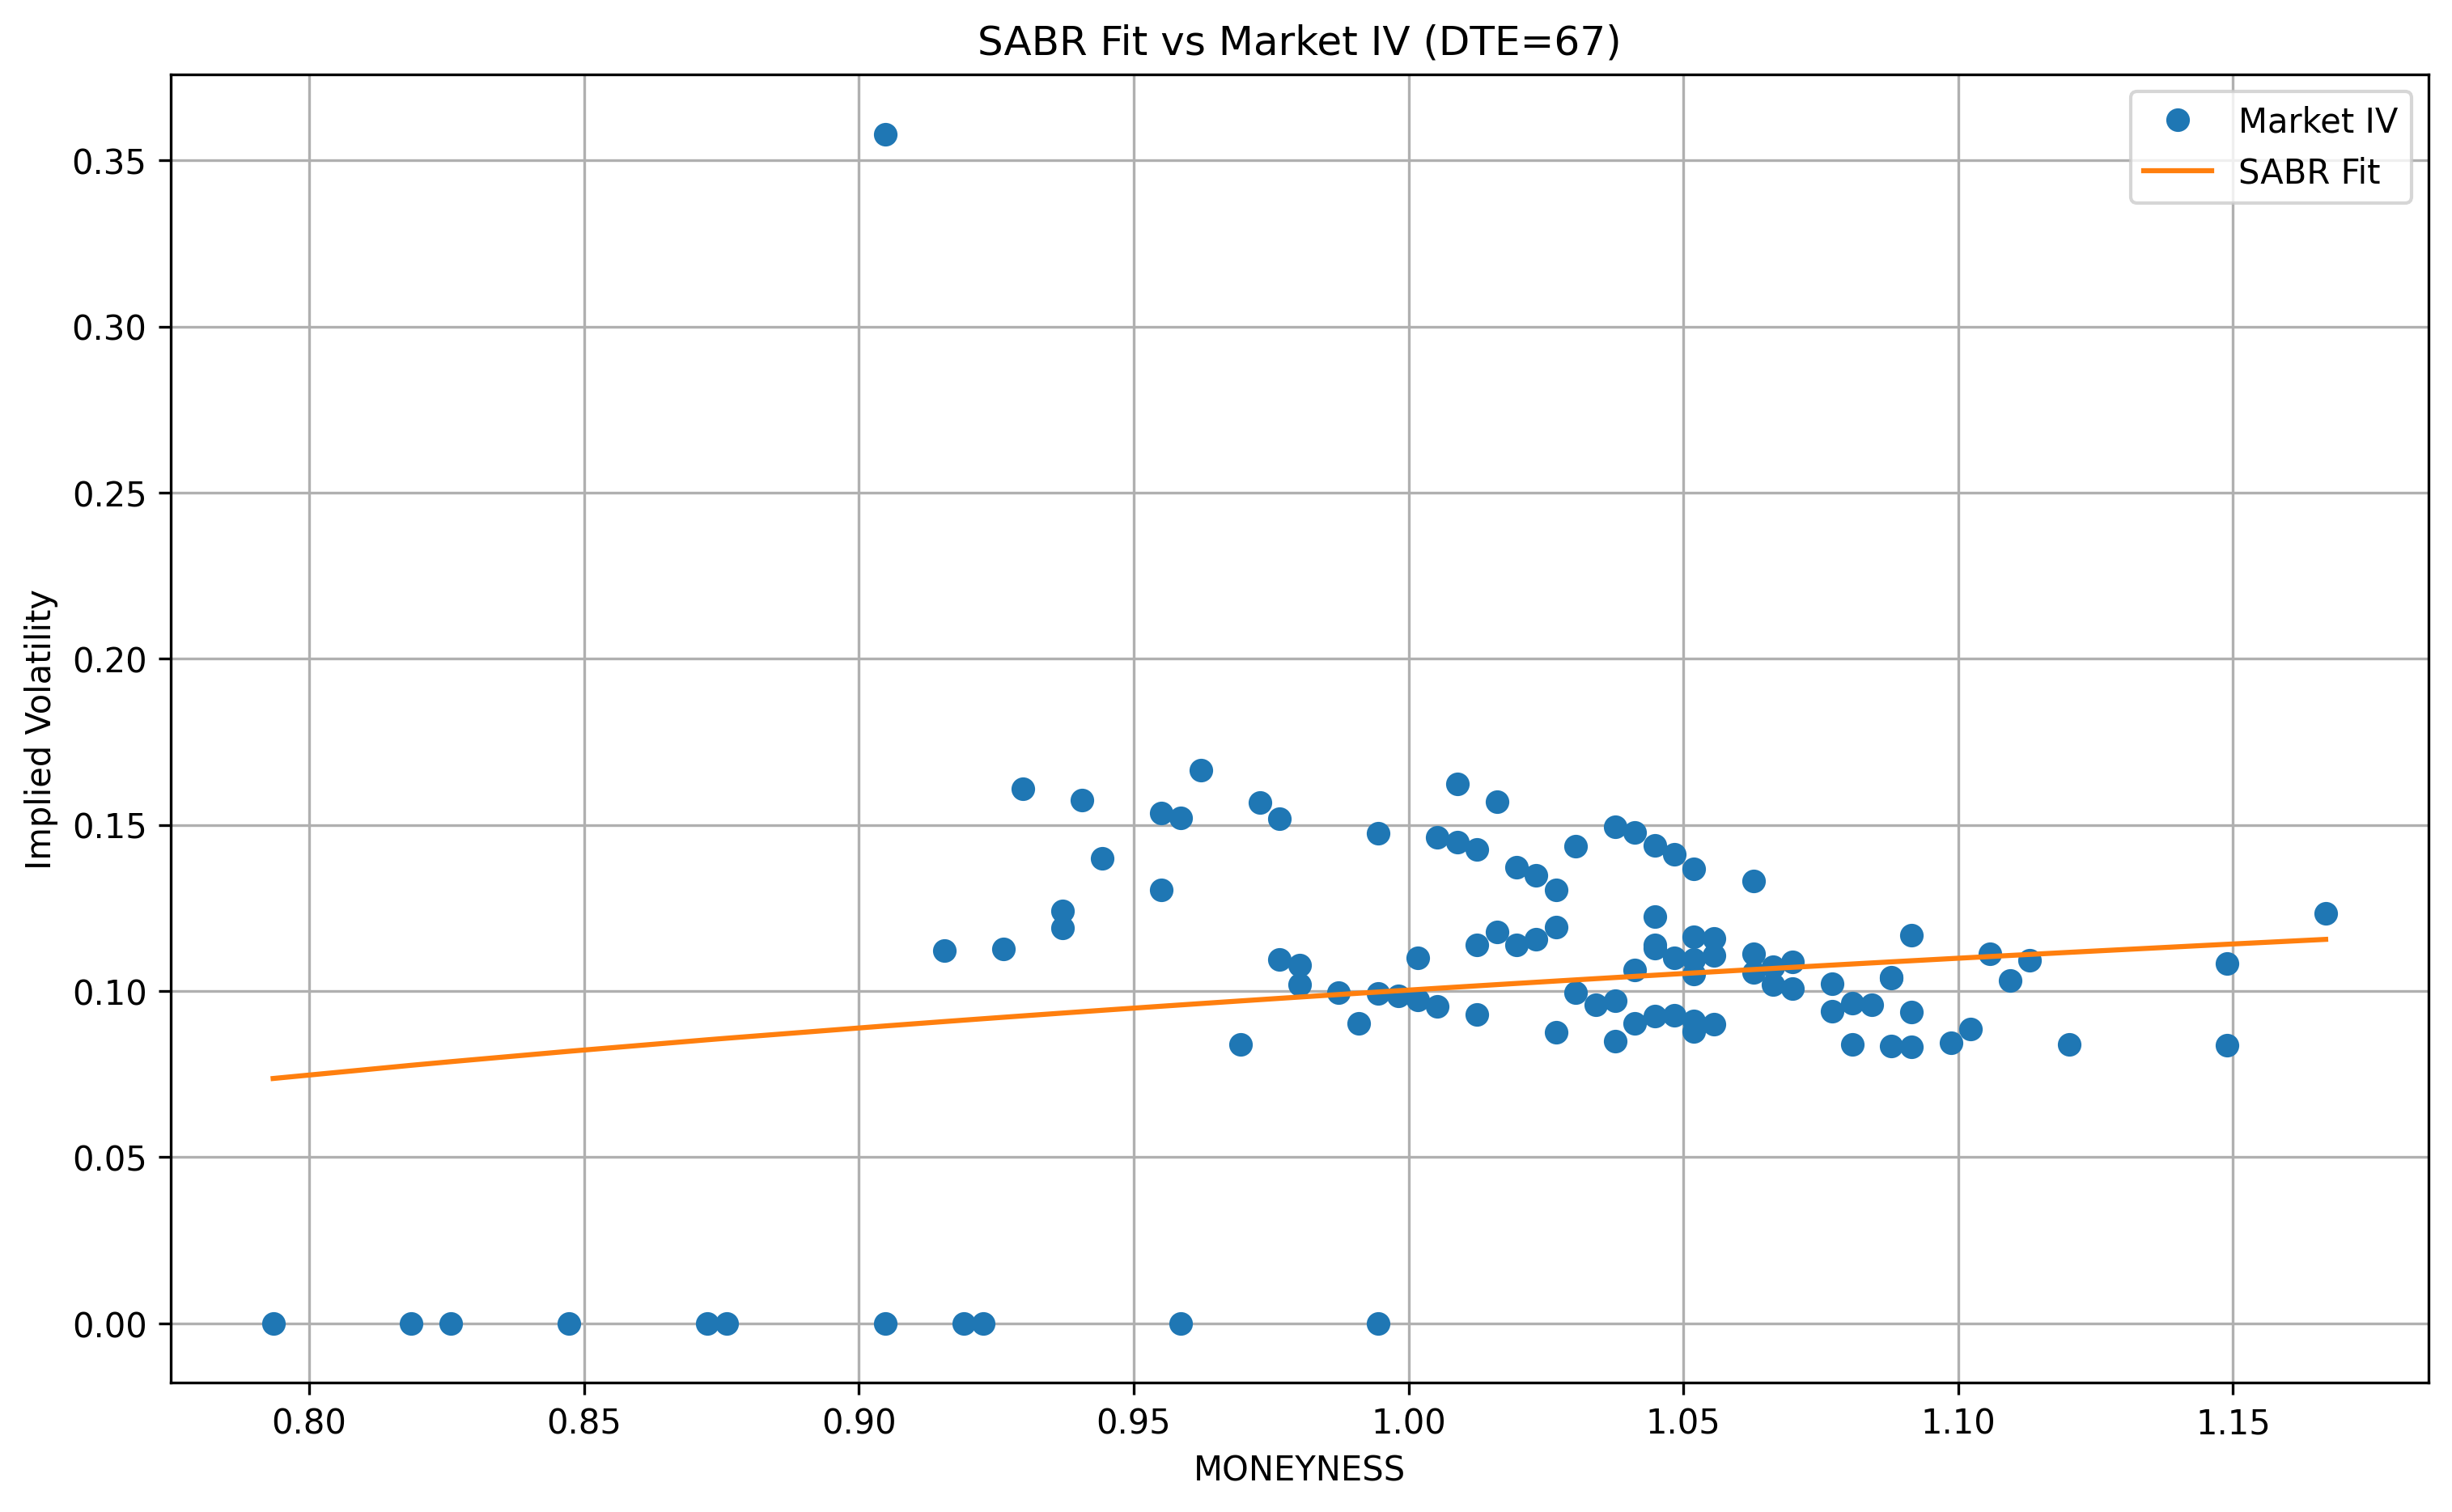 SABR Fit vs Market IV (DTE=67)
Market IV
SABR Fit
Implied Volatility
0.35
0.30
0.25
0.20
0.15
0.10
0.05
0.00
0.80 0.85 0.90 0.95 1.00 1.05 1.10 1.15
MONEYNESS